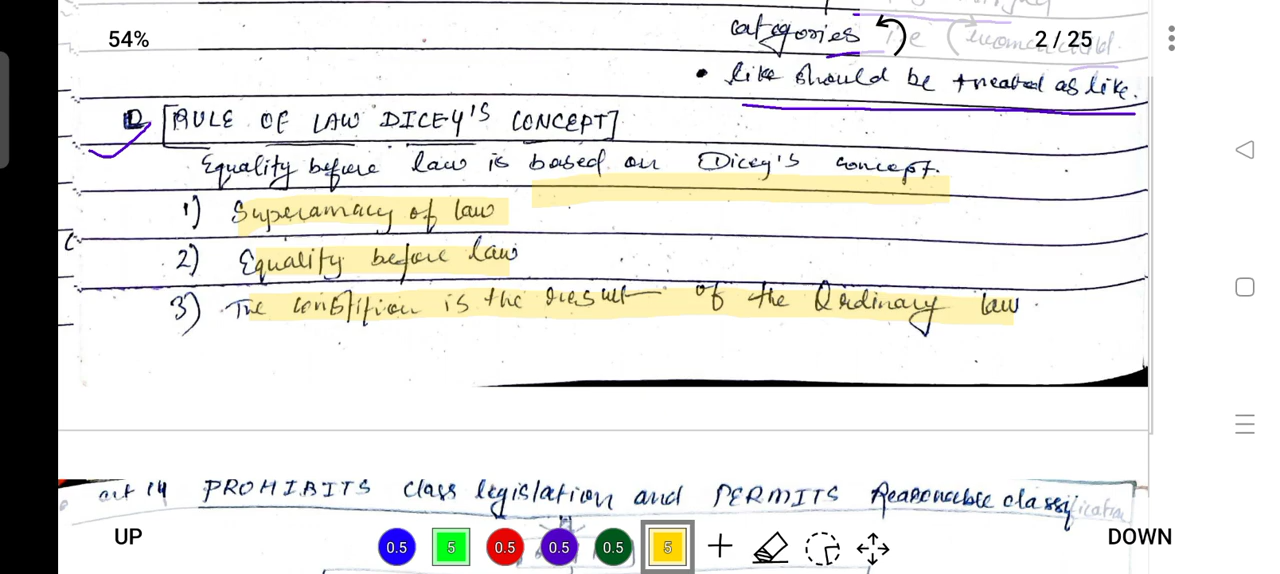 categories
54%
2 / 25
• like should be treated as like.
[RULE OF LAW DICEY'S CONCEPT]
Equality before law is based on Dicey's concept.
1) Superamacy of law
2) Equality before law
3) The constition is the result of the Ordinary law
art 14 PROHIBITS class legislation and PERMITS Reasonable classification
UP
0.5 5 0.5 0.5 0.5 5
DOWN